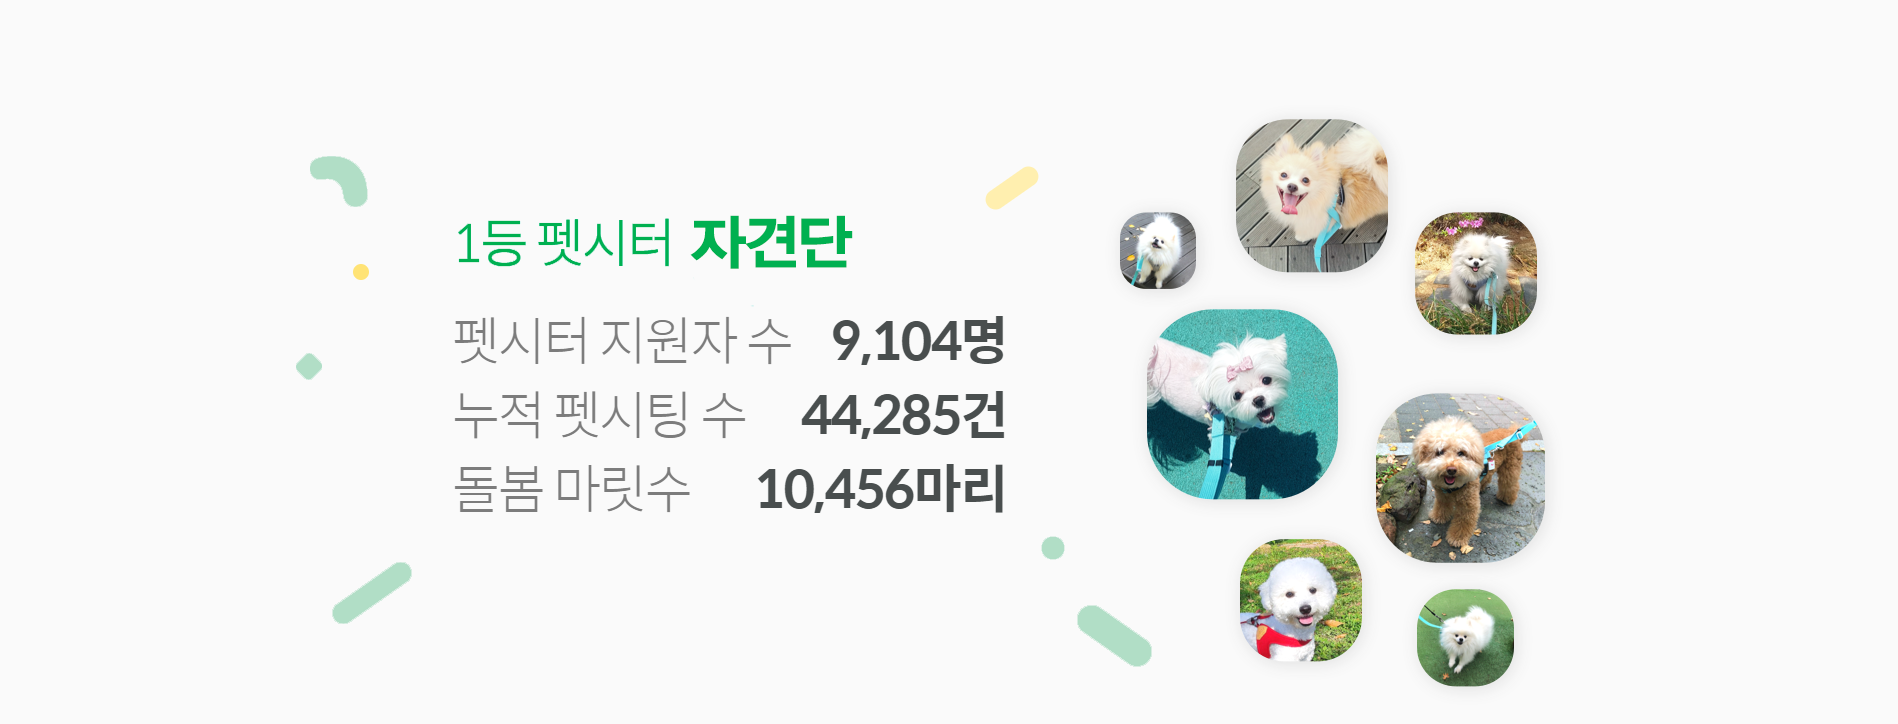 1등 펫시터 자견단
펫시터 지원자 수 9,104명
누적 펫시팅 수 44,285건
돌봄 마릿수 10,456마리